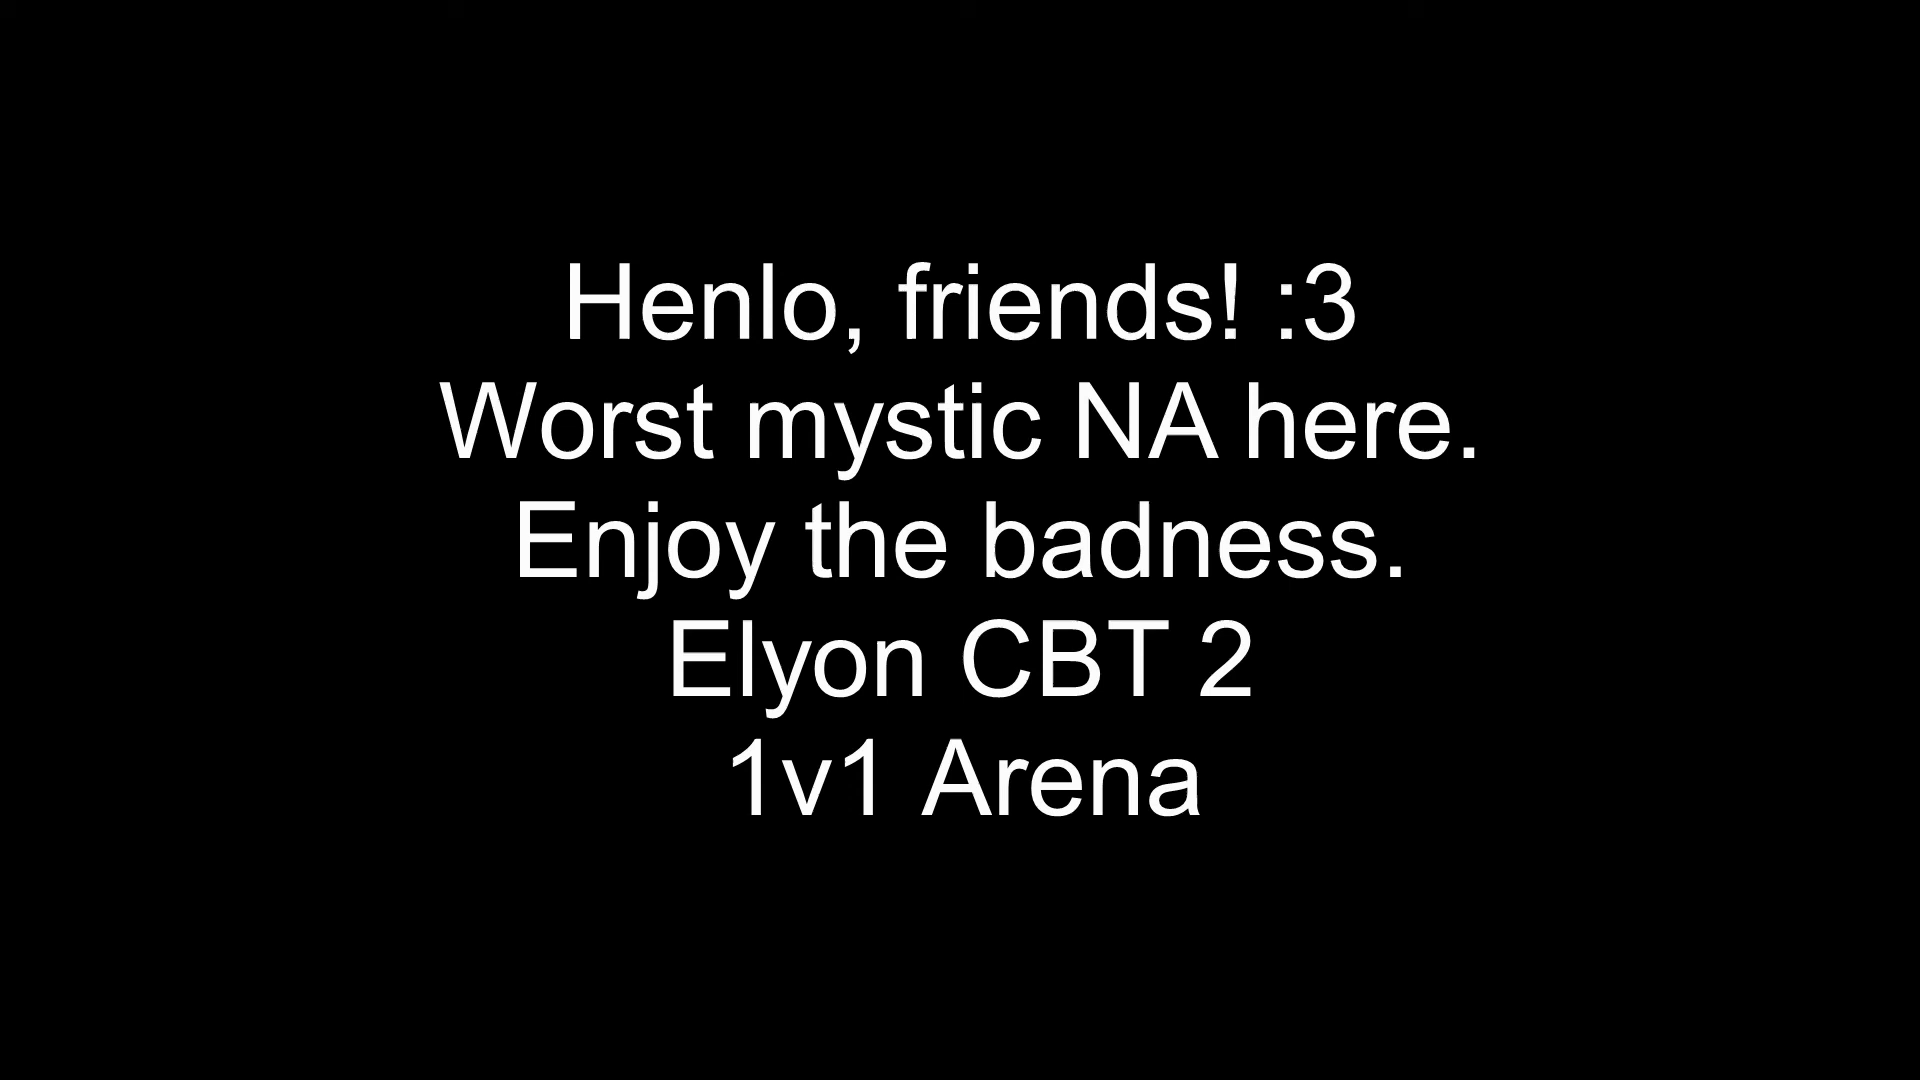 Henlo, friends! :3
Worst mystic NA here.
Enjoy the badness.
Elyon CBT 2
1v1 Arena